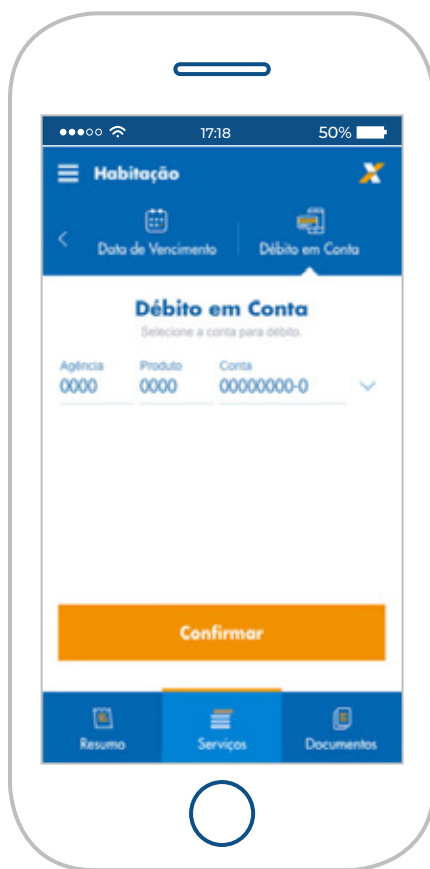 17:18 50%
Habitação
Data de Vencimento Débito em Conta
Débito em Conta
Selecione a conta para débito.
Agência Produto Conta
0000 0000 00000000-0
Confirmar
Resumo Serviços Documentos